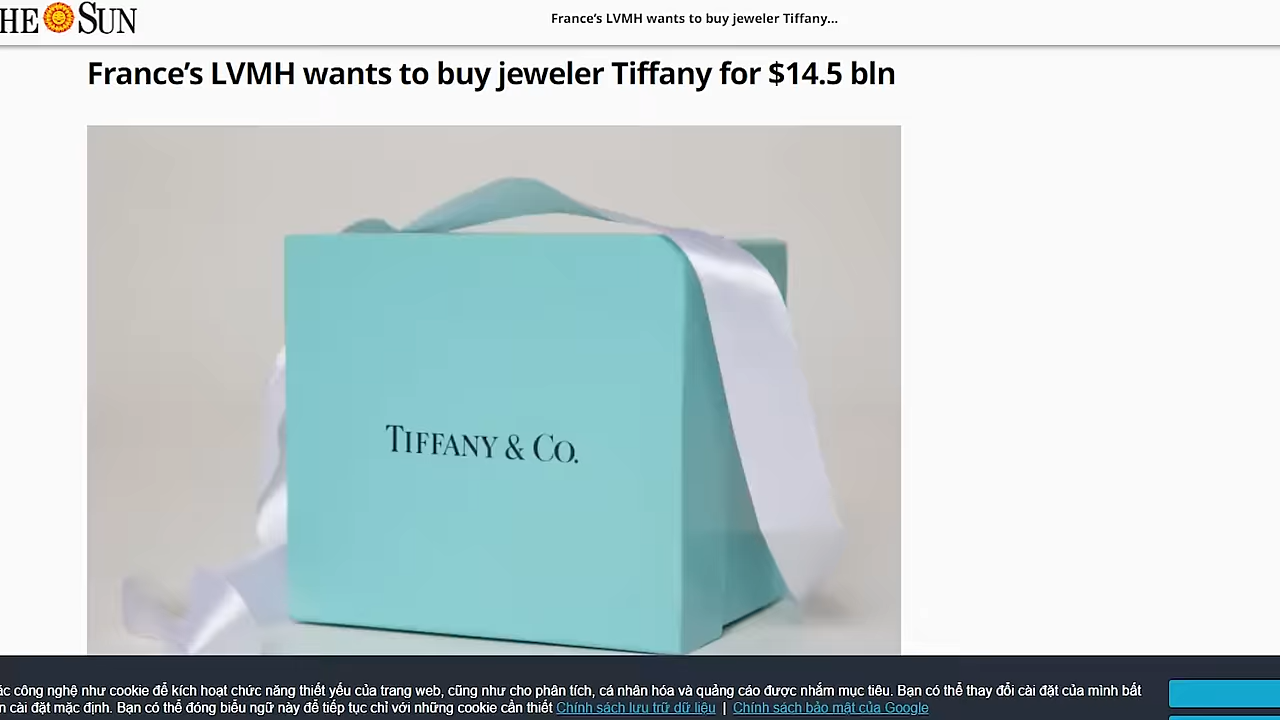 HE SUN
France’s LVMH wants to buy jeweler Tiffany...
France’s LVMH wants to buy jeweler Tiffany for $14.5 bln
TIFFANY & CO.
công nghệ như cookie để kích hoạt chức năng thiết yếu của trang web, cũng như cho phân tích, cá nhân hóa và quảng cáo được nhắm mục tiêu. Bạn có thể thay đổi cài đặt của mình bất
cài đặt mặc định. Bạn có thể đóng biểu ngữ này để tiếp tục chỉ với những cookie cần thiết Chính sách lưu trữ dữ liệu | Chính sách bảo mật của Google